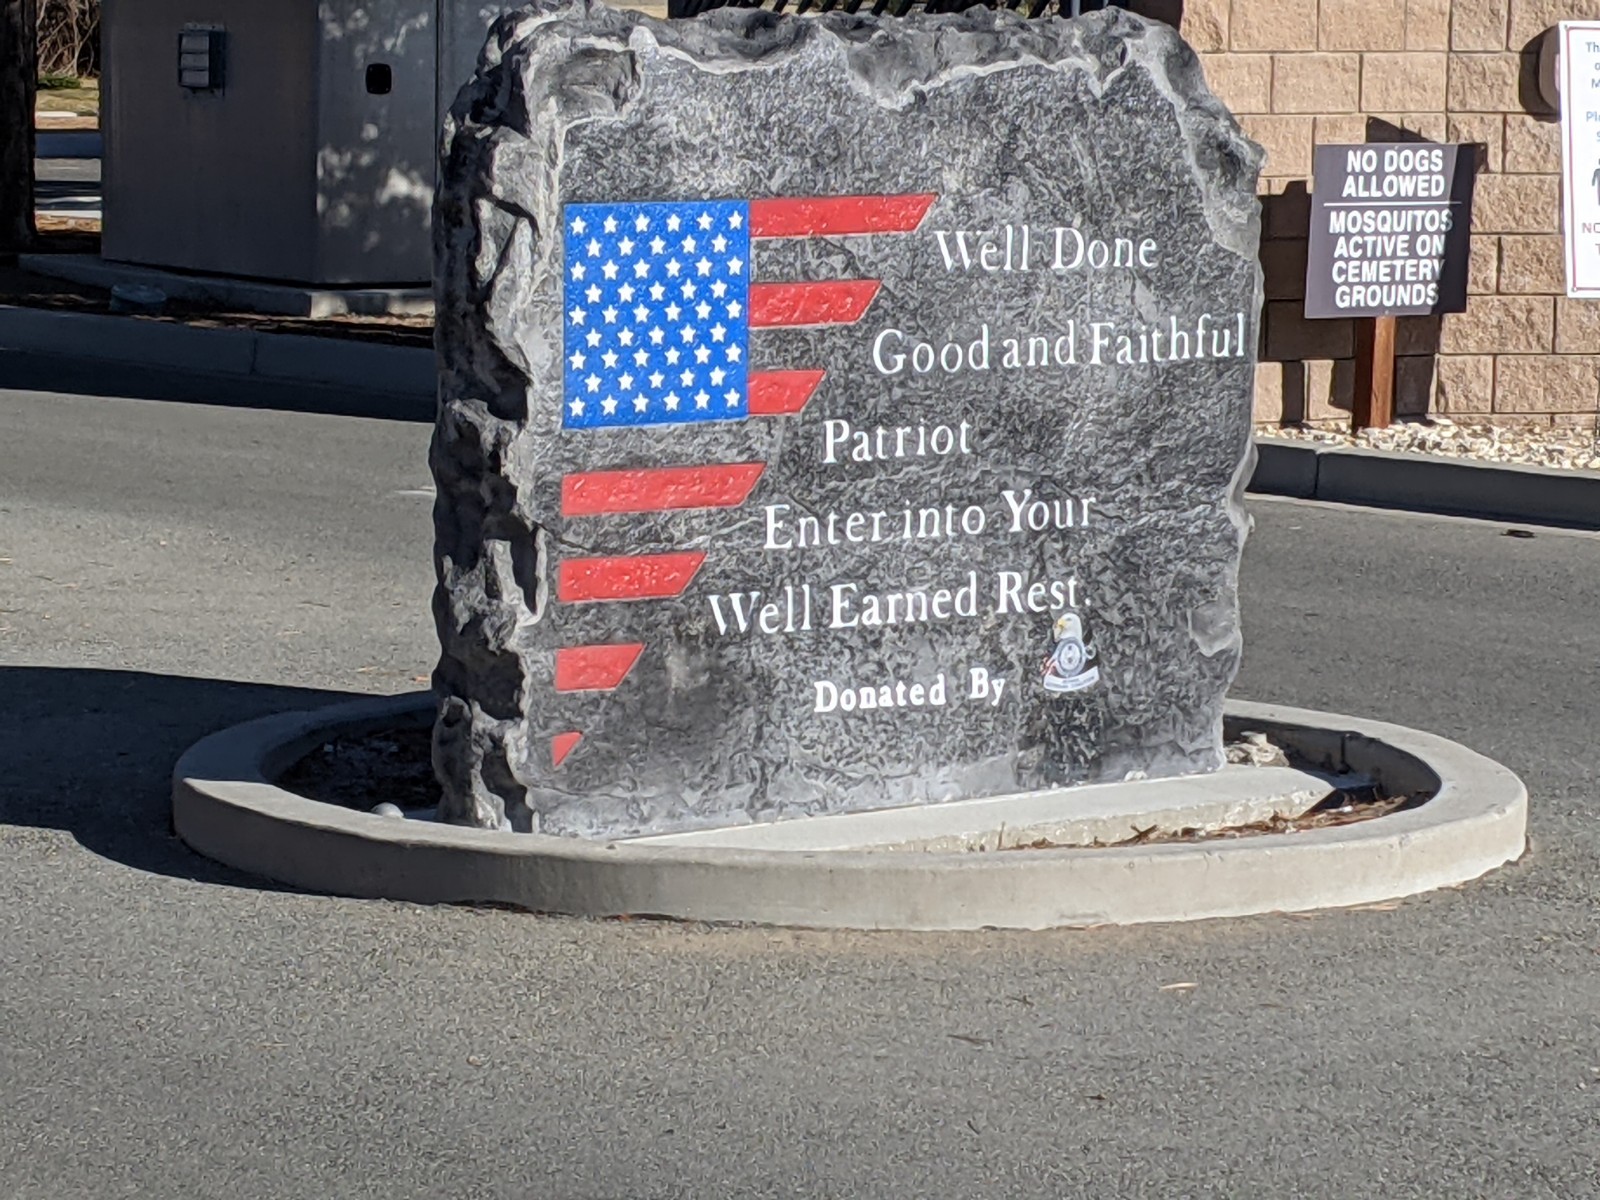 Well Done
Good and Faithful
Patriot
Enter into Your
Well Earned Rest.
Donated By
NO DOGS
ALLOWED
MOSQUITOS
ACTIVE ON
CEMETERY
GROUNDS